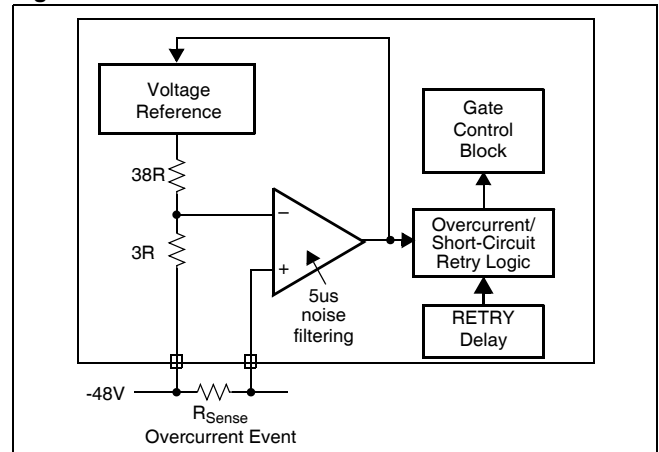 Voltage
Reference
38R
3R
−
+
5us
noise
filtering
Gate
Control
Block
Overcurrent/
Short-Circuit
Retry Logic
RETRY
Delay
-48V
RSense
Overcurrent Event